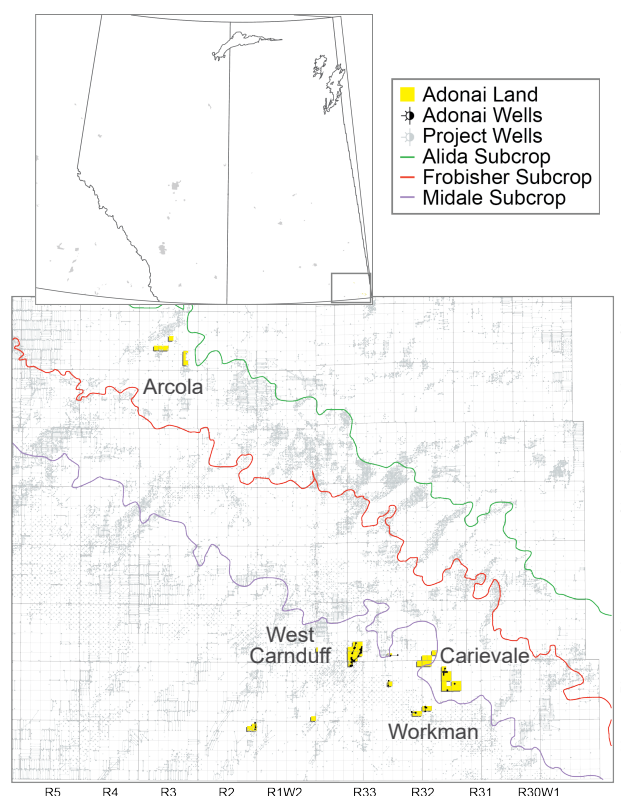 Adonai Land
Adonai Wells
Project Wells
Alida Subcrop
Frobisher Subcrop
Midale Subcrop
Arcola
West
Carnduff
Carievale
Workman
R5 R4 R3 R2 R1W2 R33 R32 R31 R30W1